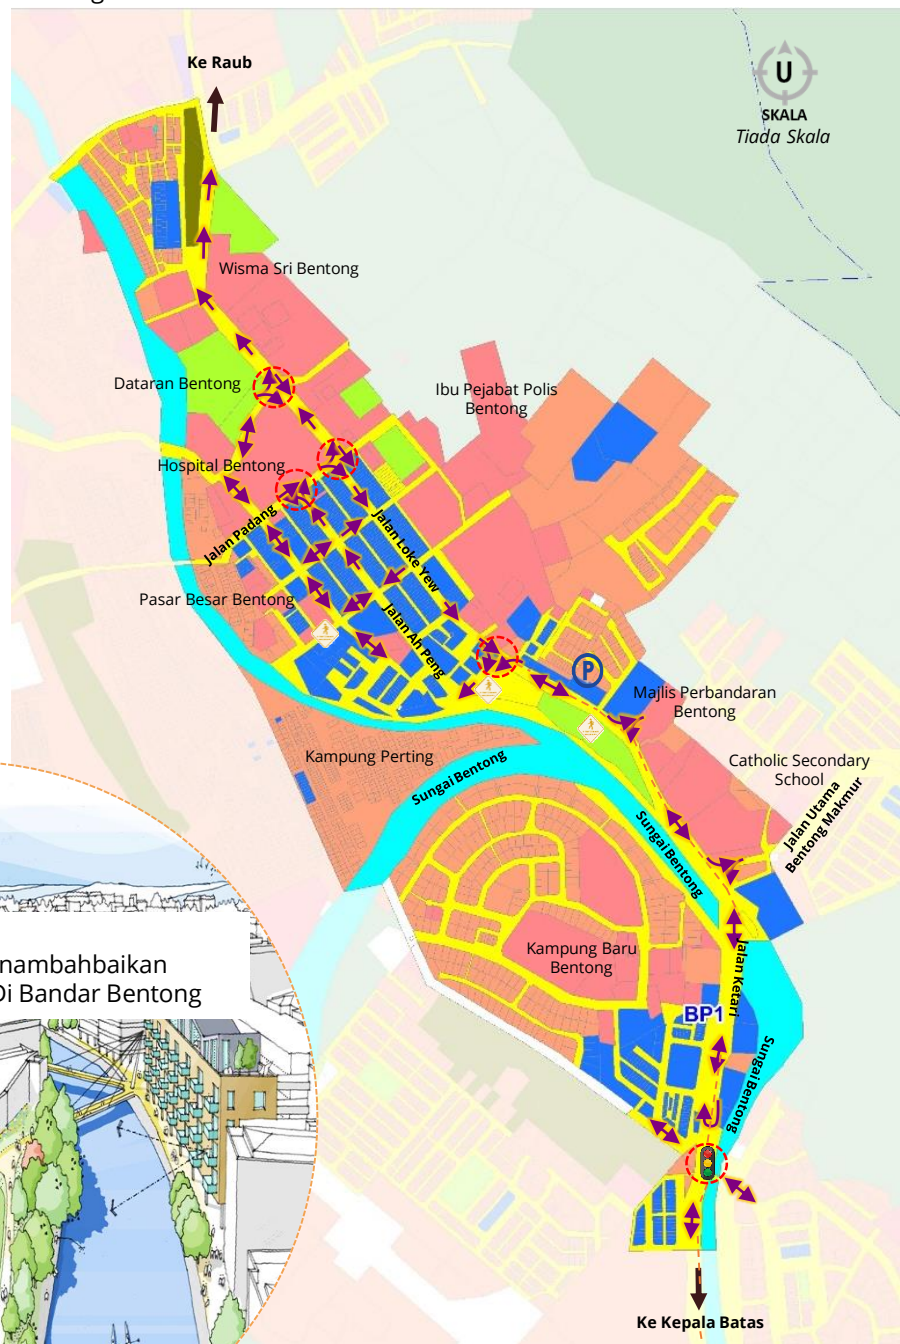 Ke Raub
U
SKALA
Tiada Skala
Wisma Sri Bentong
Dataran Bentong
Ibu Pejabat Polis
Bentong
Hospital Bentong
Jalan Padang
Jalan Loke Yew
Pasar Besar Bentong
Jalan Ah Peng
P
Majlis Perbandaran
Bentong
Kampung Perting
Sungai Bentong
Catholic Secondary
School
Jalan Utama
Bentong Makmur
Sungai Bentong
Kampung Baru
Bentong
Jalan Ketari
nambahbaikan
Di Bandar Bentong
BP1
Sungai Bentong
Ke Kepala Batas